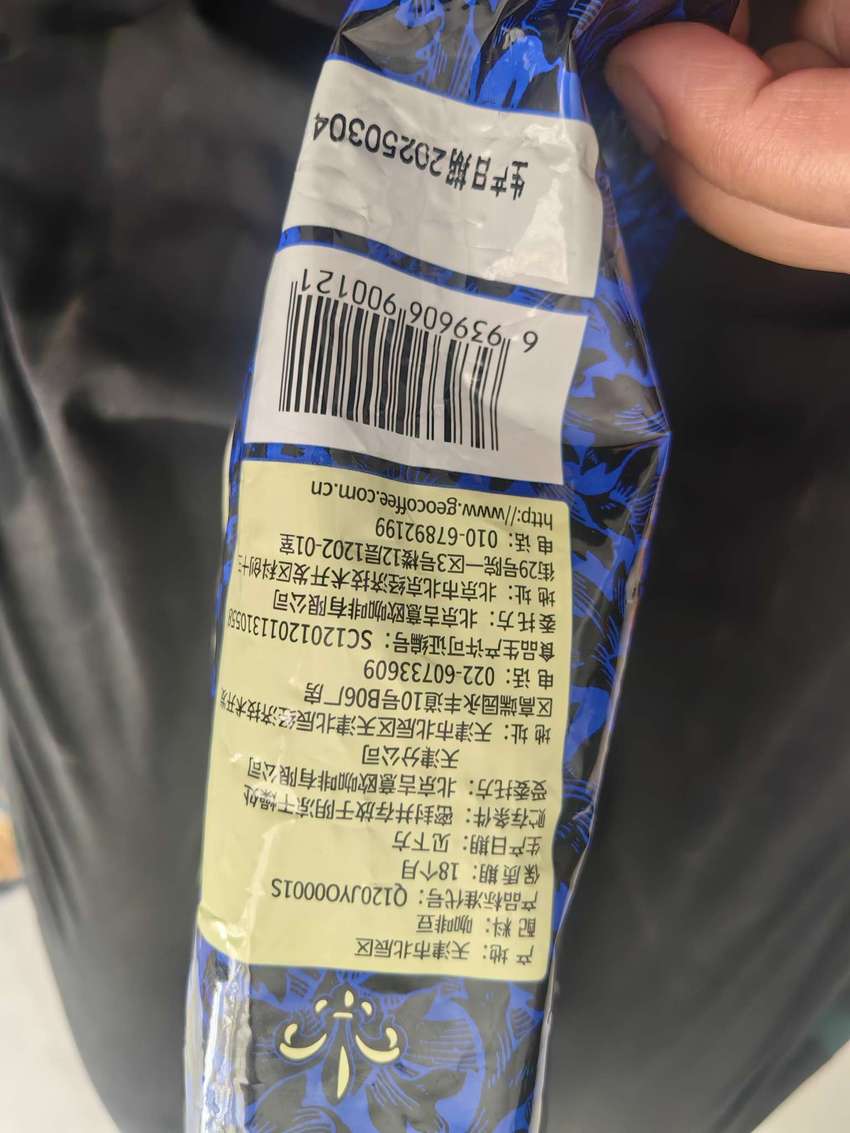 产 地：天津市北辰区
配 料：咖啡豆
产品标准代号：Q120JYO0001S
保 质 期：18个月
生产日期：见下方
贮存条件：密封并存放于阴凉干燥处
受委托方：北京吉意欧咖啡有限公司
天津分公司
地 址：天津市北辰区天津北辰经济技术开发
区高端园永丰道10号B06厂房
电 话：022-60733609
食品生产许可证编号：SC12012011310558
委 托 方：北京吉意欧咖啡有限公司
地 址：北京市北京经济技术开发区科创十
街29号院一区3号楼12层1202-01室
电 话：010-67892199
http://www.geocoffee.com.cn
6 939606 900121
生产日期20250304